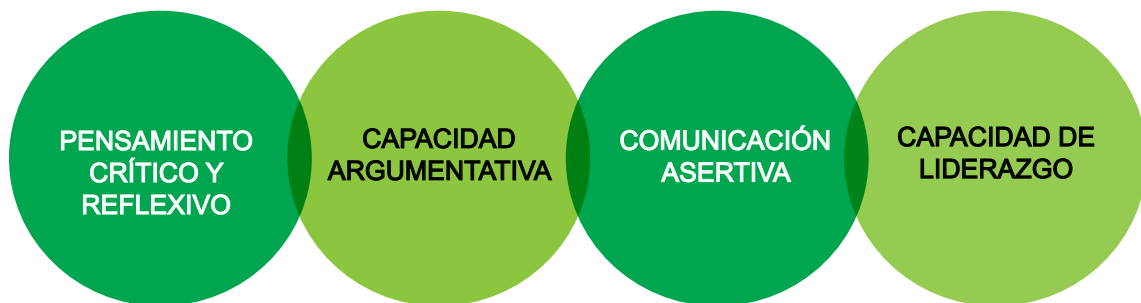 PENSAMIENTO
CRÍTICO Y
REFLEXIVO
CAPACIDAD
ARGUMENTATIVA
COMUNICACIÓN
ASERTIVA
CAPACIDAD DE
LIDERAZGO